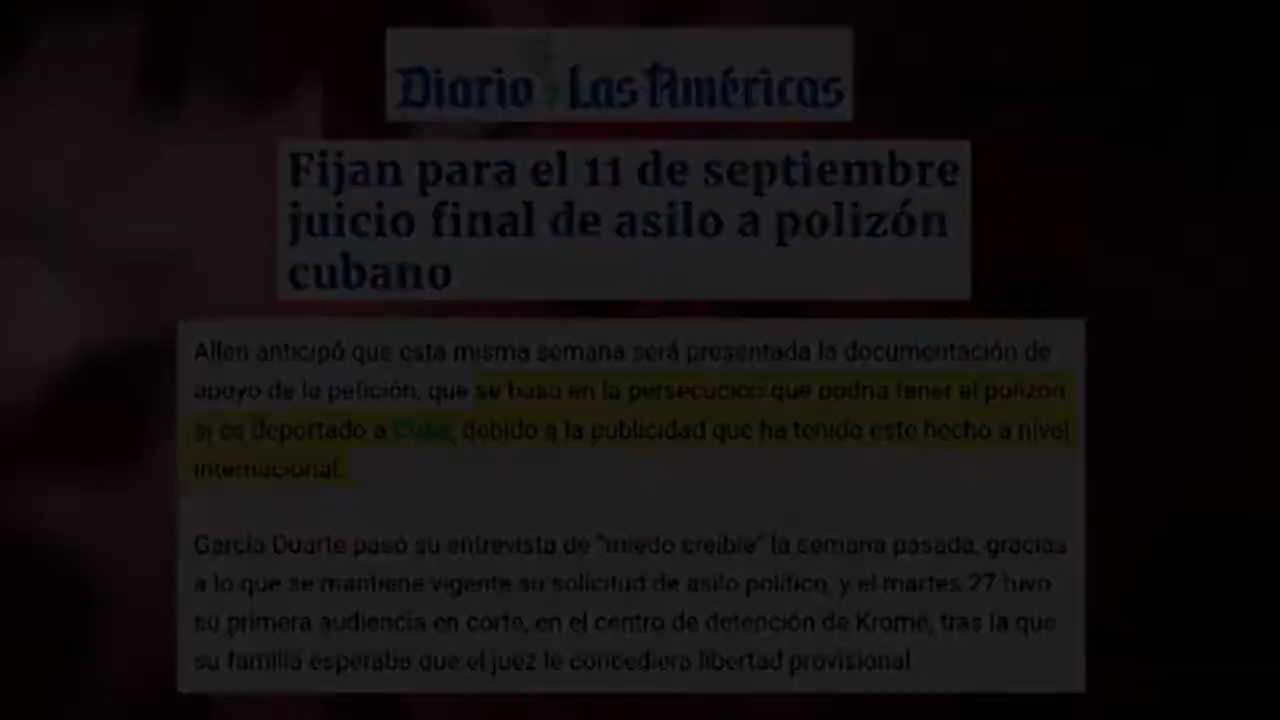 Diario Las Américas
Fijan para el 11 de septiembre
juicio final de asilo a polizón
cubano
Allen anticipó que esta misma semana será presentada la documentación de
apoyo de la petición, que se basa en la persecución que podría tener el polizón
si es deportado a Cuba, debido a la publicidad que ha tenido este hecho a nivel
internacional.
García Duarte pasó su entrevista de "miedo creíble" la semana pasada, gracias
a lo que se mantiene vigente su solicitud de asilo político, y el martes 27 tuvo
su primera audiencia en corte, en el centro de detención de Krome, tras la que
su familia esperaba que el juez le concediera libertad provisional.